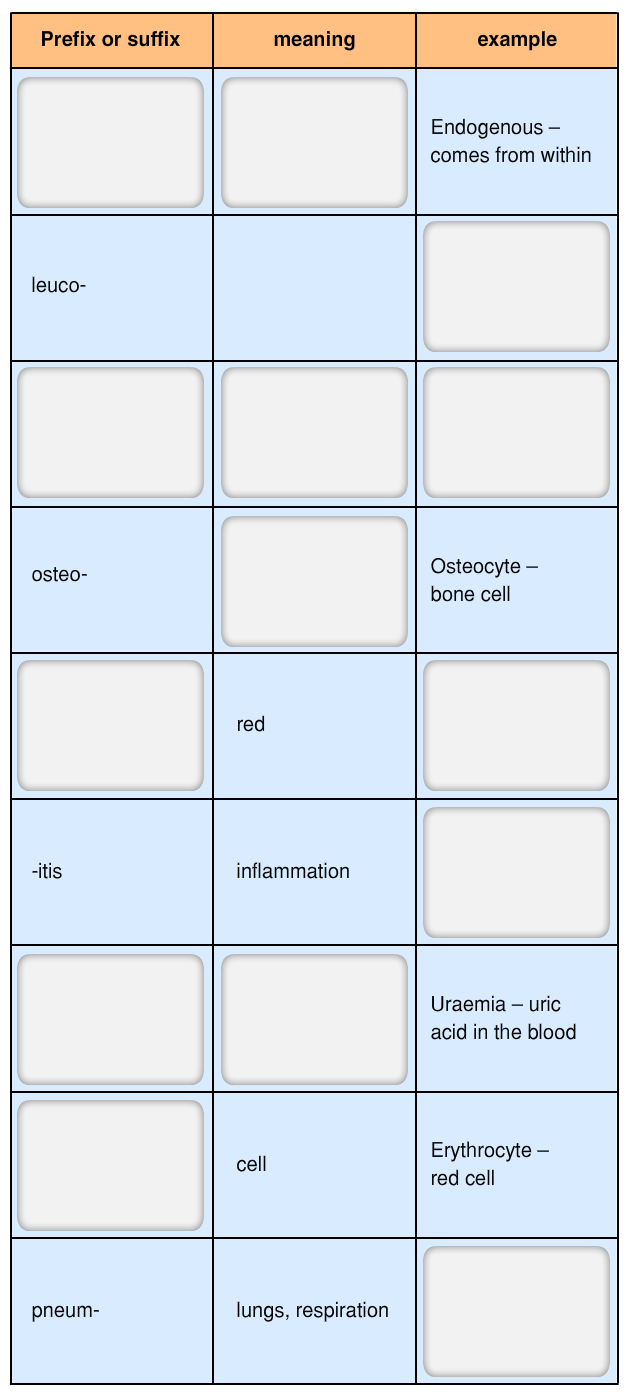 Prefix or suffix
meaning
example
Endogenous –
comes from within
leuco-
osteo-
Osteocyte –
bone cell
red
-itis
inflammation
Uraemia – uric
acid in the blood
cell
Erythrocyte –
red cell
pneum-
lungs, respiration